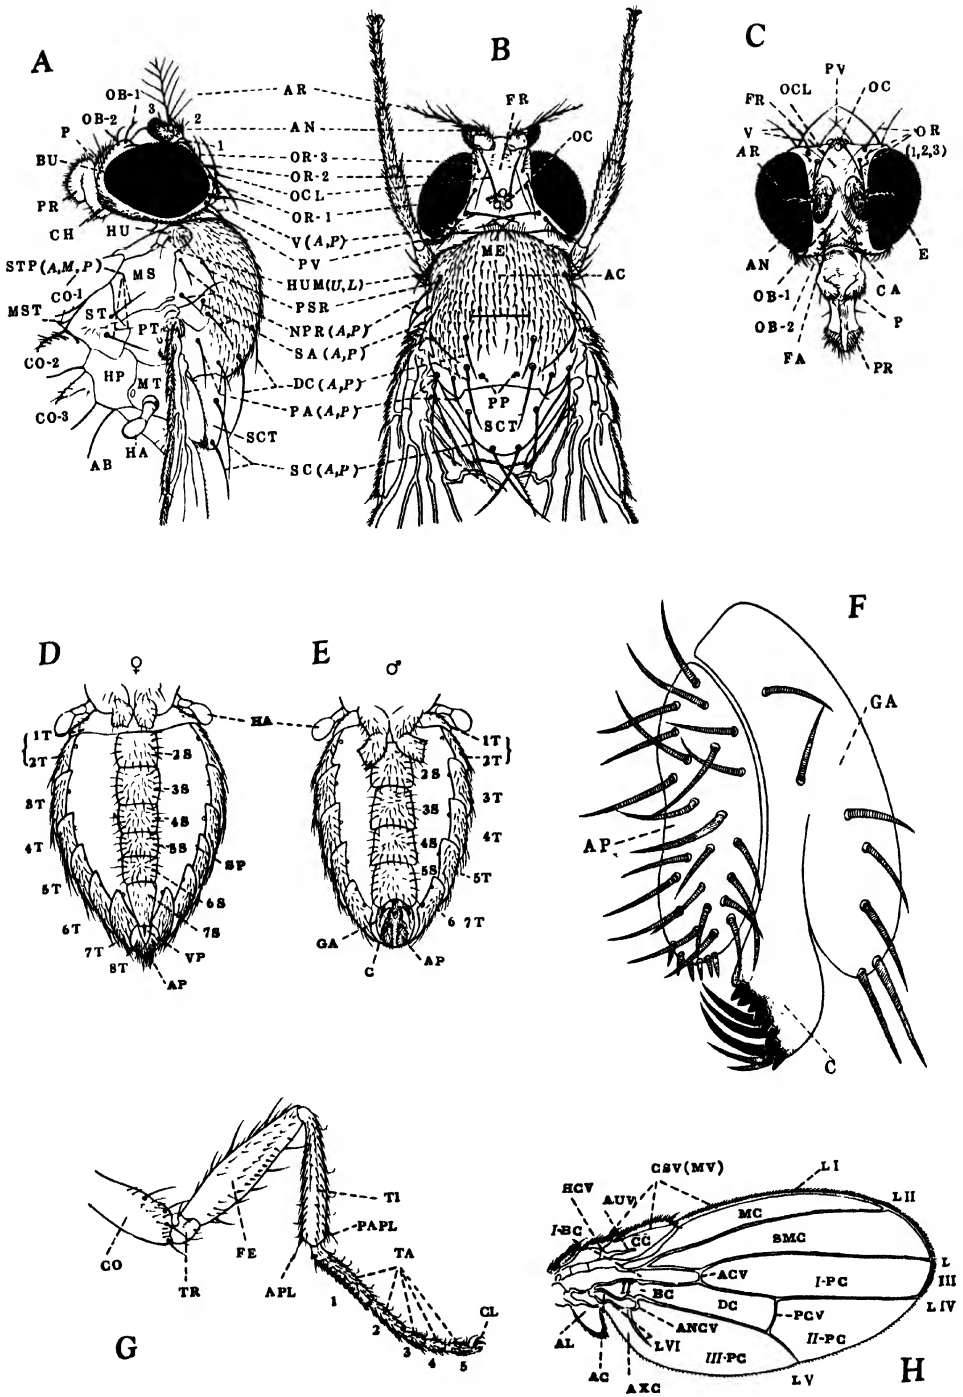 A
B
C
AR
AN
OB-1
OB-2
3
2
1
P
BU
PR
CH
HU
OR-3
OR-2
OCL
OR-1
V (A,P)
PV
HUM(U,L)
PSR
NPR(A,P)
SA(A,P)
DC(A,P)
PA(A,P)
SCT
SC(A,P)
STP(A,M,P)
MS
CO-1
MST
ST
PT
CO-2
HP
MT
CO-3
AB
HA
FR
OC
ME
AC
PP
SCT
PV
OCL
OC
FR
V
AR
OR
(1,2,3)
AN
E
OB-1
CA
OB-2
P
FA
PR
D
♀
E
♂
HA
1T
2T
3T
4T
5T
6T
7T
8T
2S
3S
4S
5S
SP
6S
7S
VP
AP
1T
2T
3T
4T
5T
6
7T
2S
3S
4S
5S
GA
C
AP
F
GA
AP
C
G
CO
TR
FE
APL
TI
PAPL
TA
1
2
3
4
5
CL
H
CSV(MV)
LI
HCV
AUV
LII
I-BC
CC
MC
SMC
L
III
ACV
I-PC
LIV
II
BC
DC
PCV
ANCV
II-PC
AL
LVI
III-PC
AC
AXC
LV